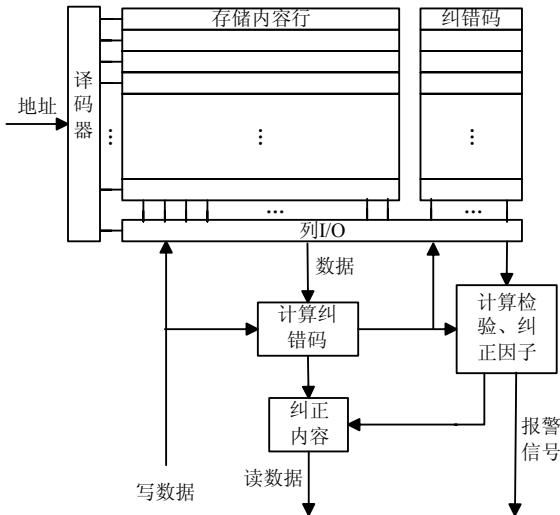 存储内容行
纠错码
译
码
器
地址
⋮
⋮
⋮
…
…
列I/O
数据
计算纠
错码
计算检
验、纠
正因子
纠正
内容
报警
信号
写数据
读数据